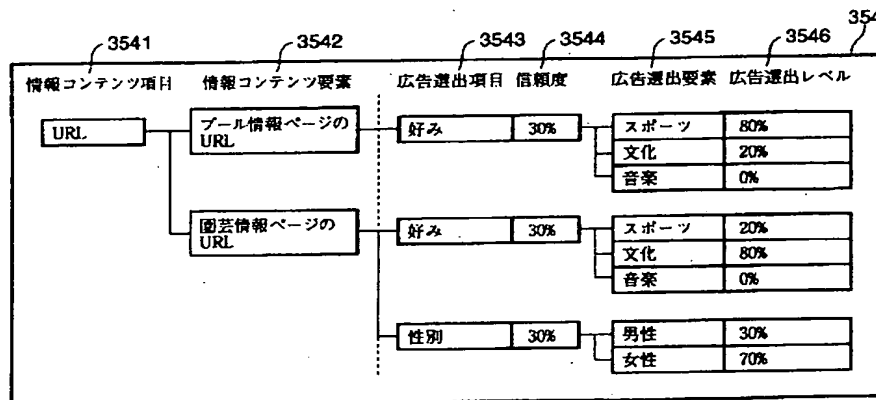 354
3541 3542 3543 3544 3545 3546
情報コンテンツ項目 情報コンテンツ要素 広告選出項目 信頼度 広告選出要素 広告選出レベル
URL プール情報ページの 好み 30% スポーツ 80%
URL 文化 20%
音楽 0%
園芸情報ページの 好み 30% スポーツ 20%
URL 文化 80%
音楽 0%
性別 30% 男性 30%
女性 70%